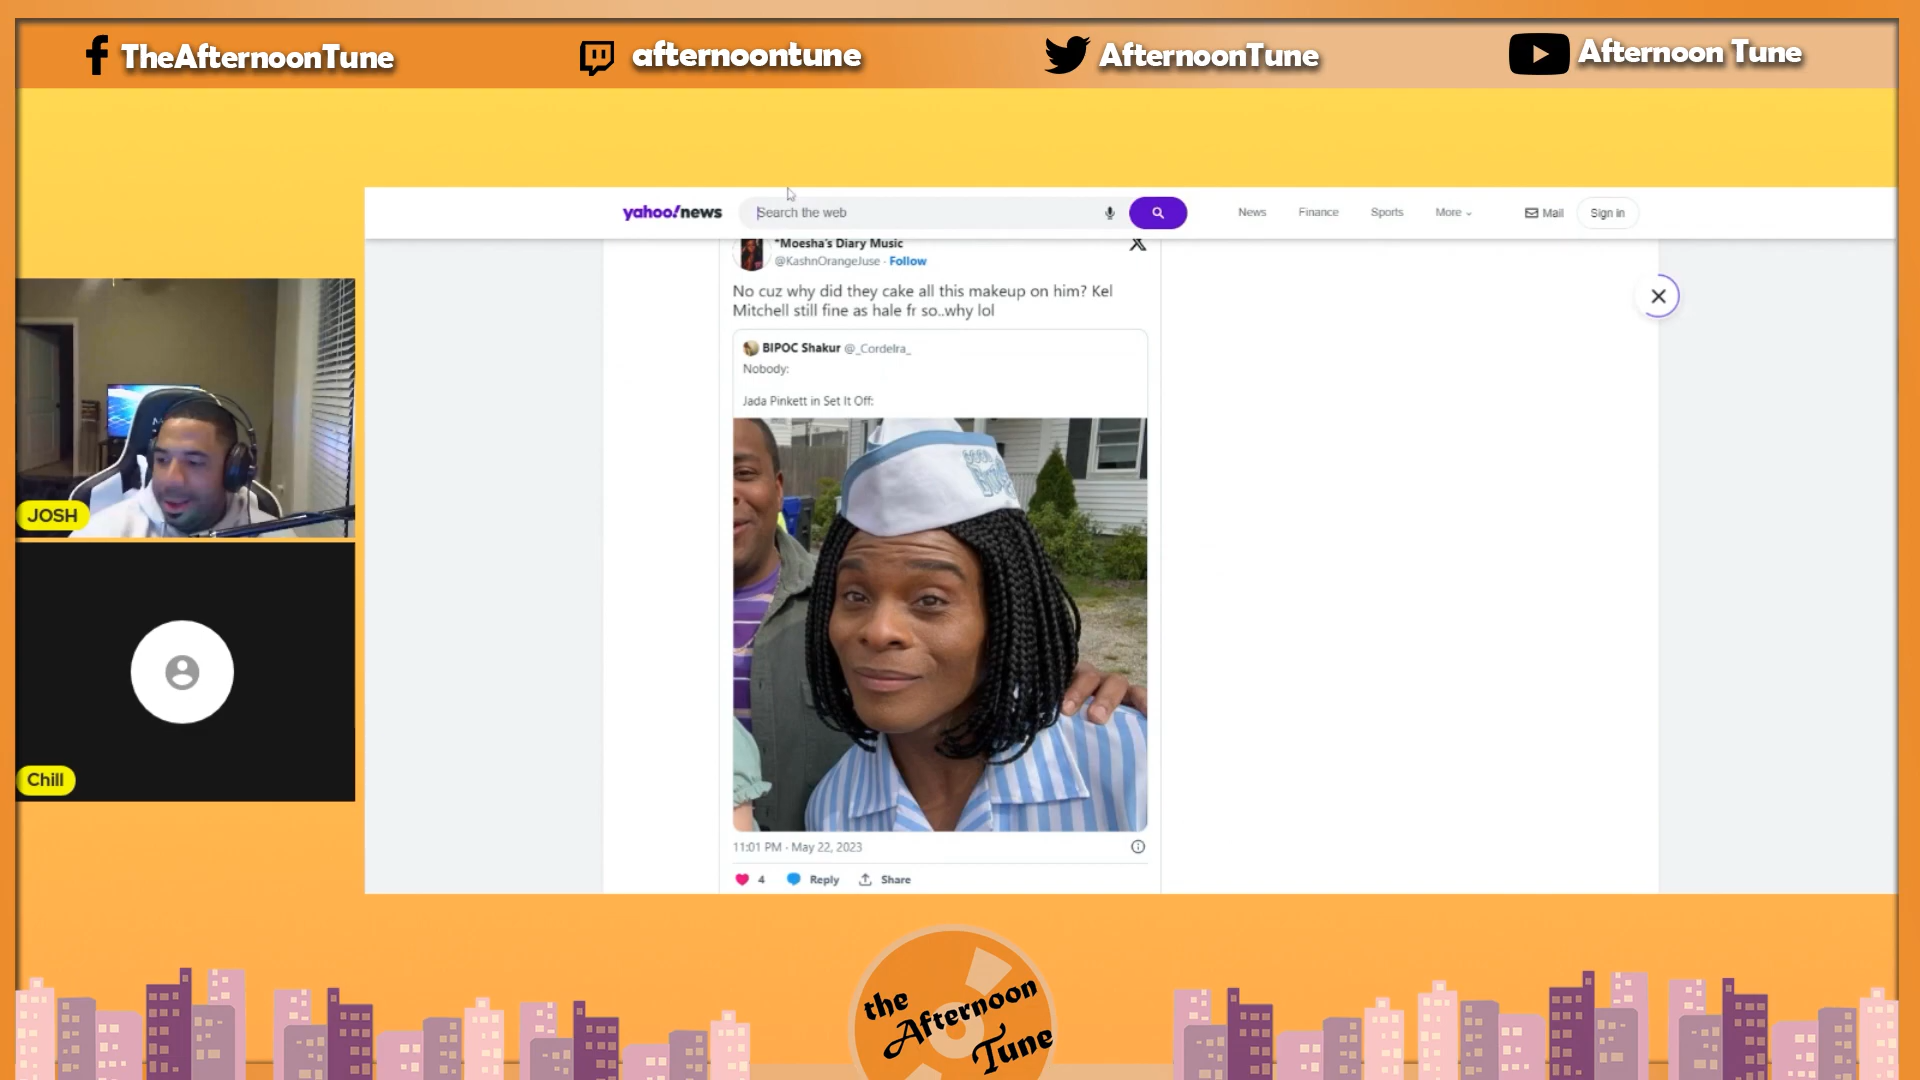 TheAfternoonTune
afternoontune
AfternoonTune
Afternoon Tune
yahoo!news
Search the web
News
Finance
Sports
More
Mail
Sign in
*Moesha's Diary Music
@KashnOrangeJuse · Follow
No cuz why did they cake all this makeup on him? Kel
Mitchell still fine as hale fr so..why lol
BIPOC Shakur @_Cordelra_
Nobody:
Jada Pinkett in Set It Off:
11:01 PM · May 22, 2023
4
Reply
Share
JOSH
Chill
the
Afternoon
Tune